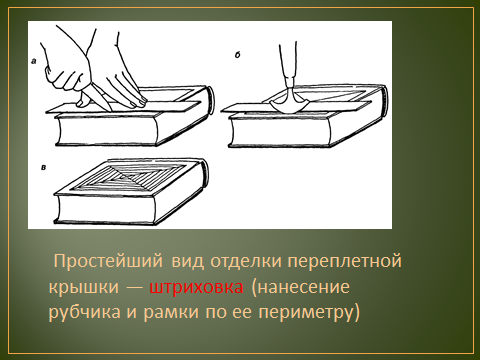 а
б
в
Простейший вид отделки переплетной
крышки — штриховка (нанесение
рубчика и рамки по ее периметру)